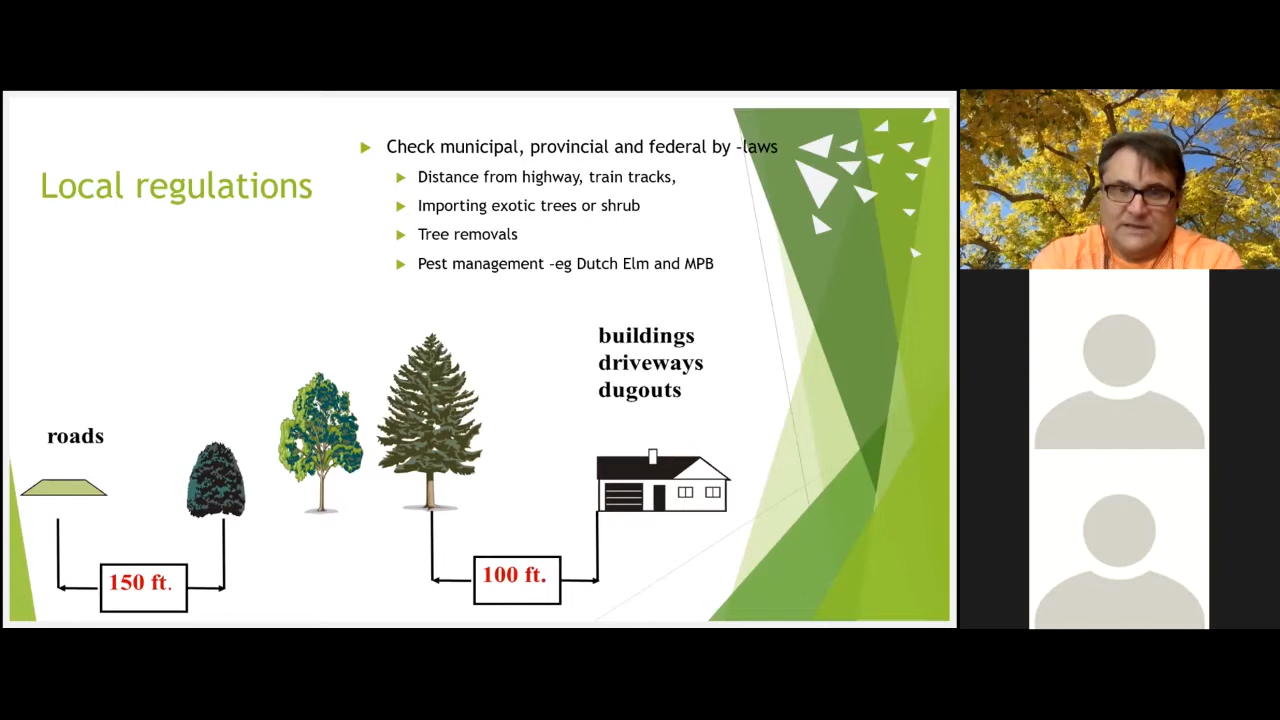 Local regulations
Check municipal, provincial and federal by -laws
Distance from highway, train tracks,
Importing exotic trees or shrub
Tree removals
Pest management -eg Dutch Elm and MPB
buildings
driveways
dugouts
roads
150 ft.
100 ft.